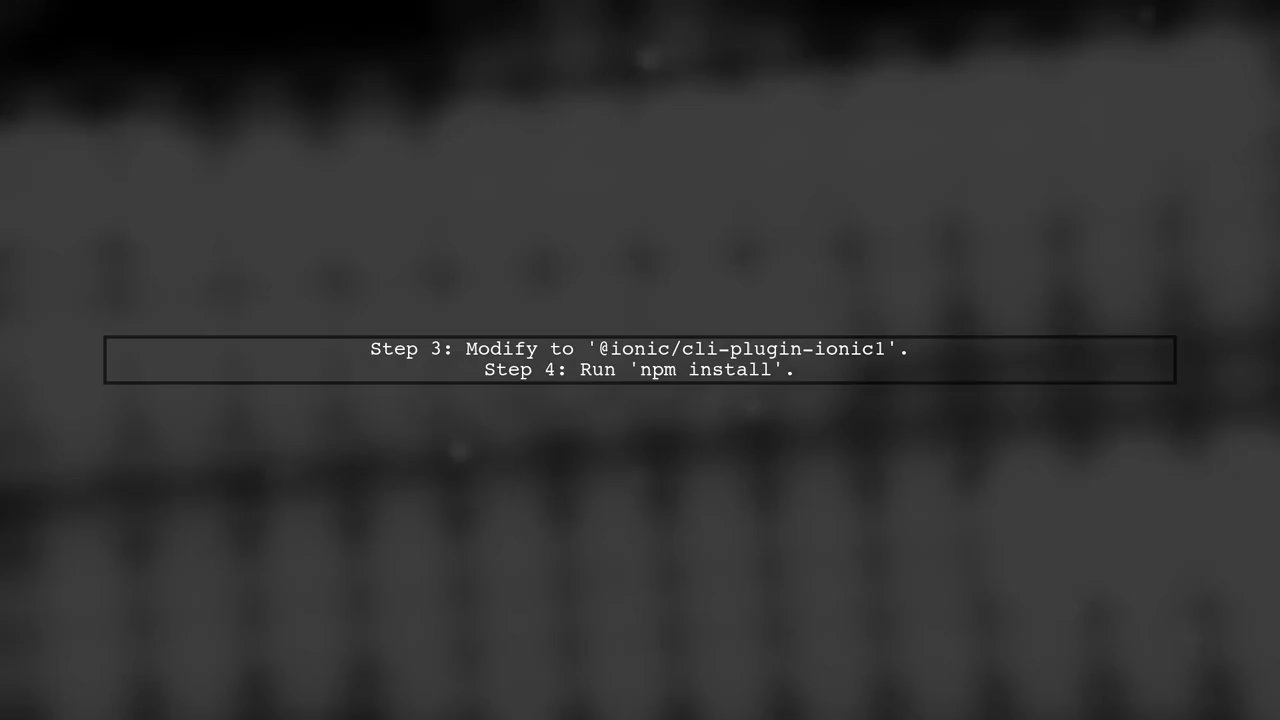 Step 3: Modify to '@ionic/cli-plugin-ionic1'.
Step 4: Run 'npm install'.